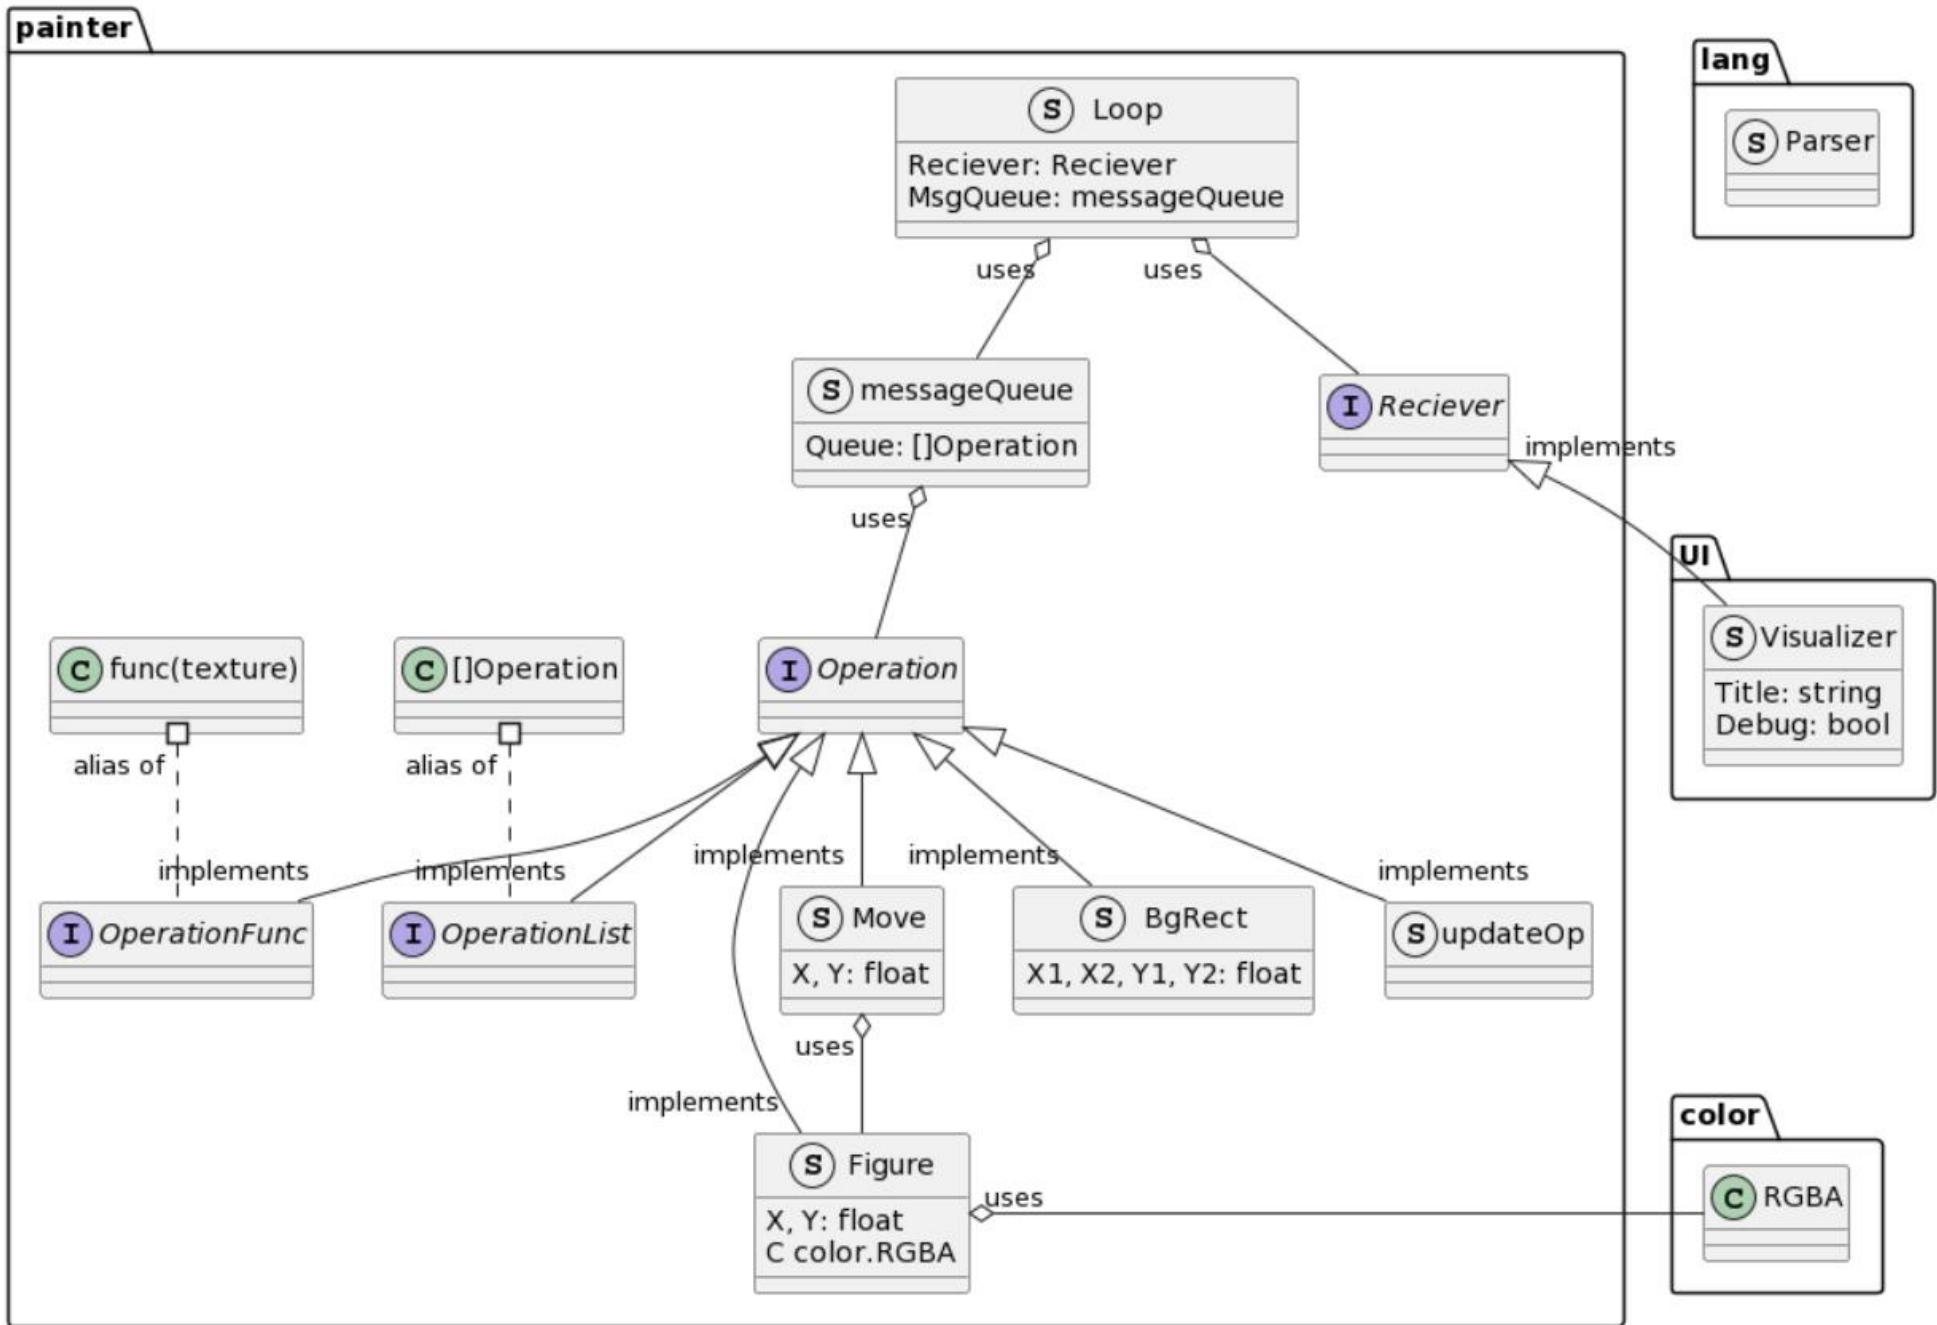 painter
lang
S Loop
Reciever: Reciever
MsgQueue: messageQueue
S Parser
uses
uses
S messageQueue
Queue: []Operation
I Reciever
implements
uses
UI
S Visualizer
Title: string
Debug: bool
C func(texture)
C []Operation
I Operation
alias of
alias of
implements
implements
implements
implements
implements
I OperationFunc
I OperationList
S Move
X, Y: float
S BgRect
X1, X2, Y1, Y2: float
S updateOp
uses
implements
color
S Figure
X, Y: float
C color.RGBA
uses
C RGBA